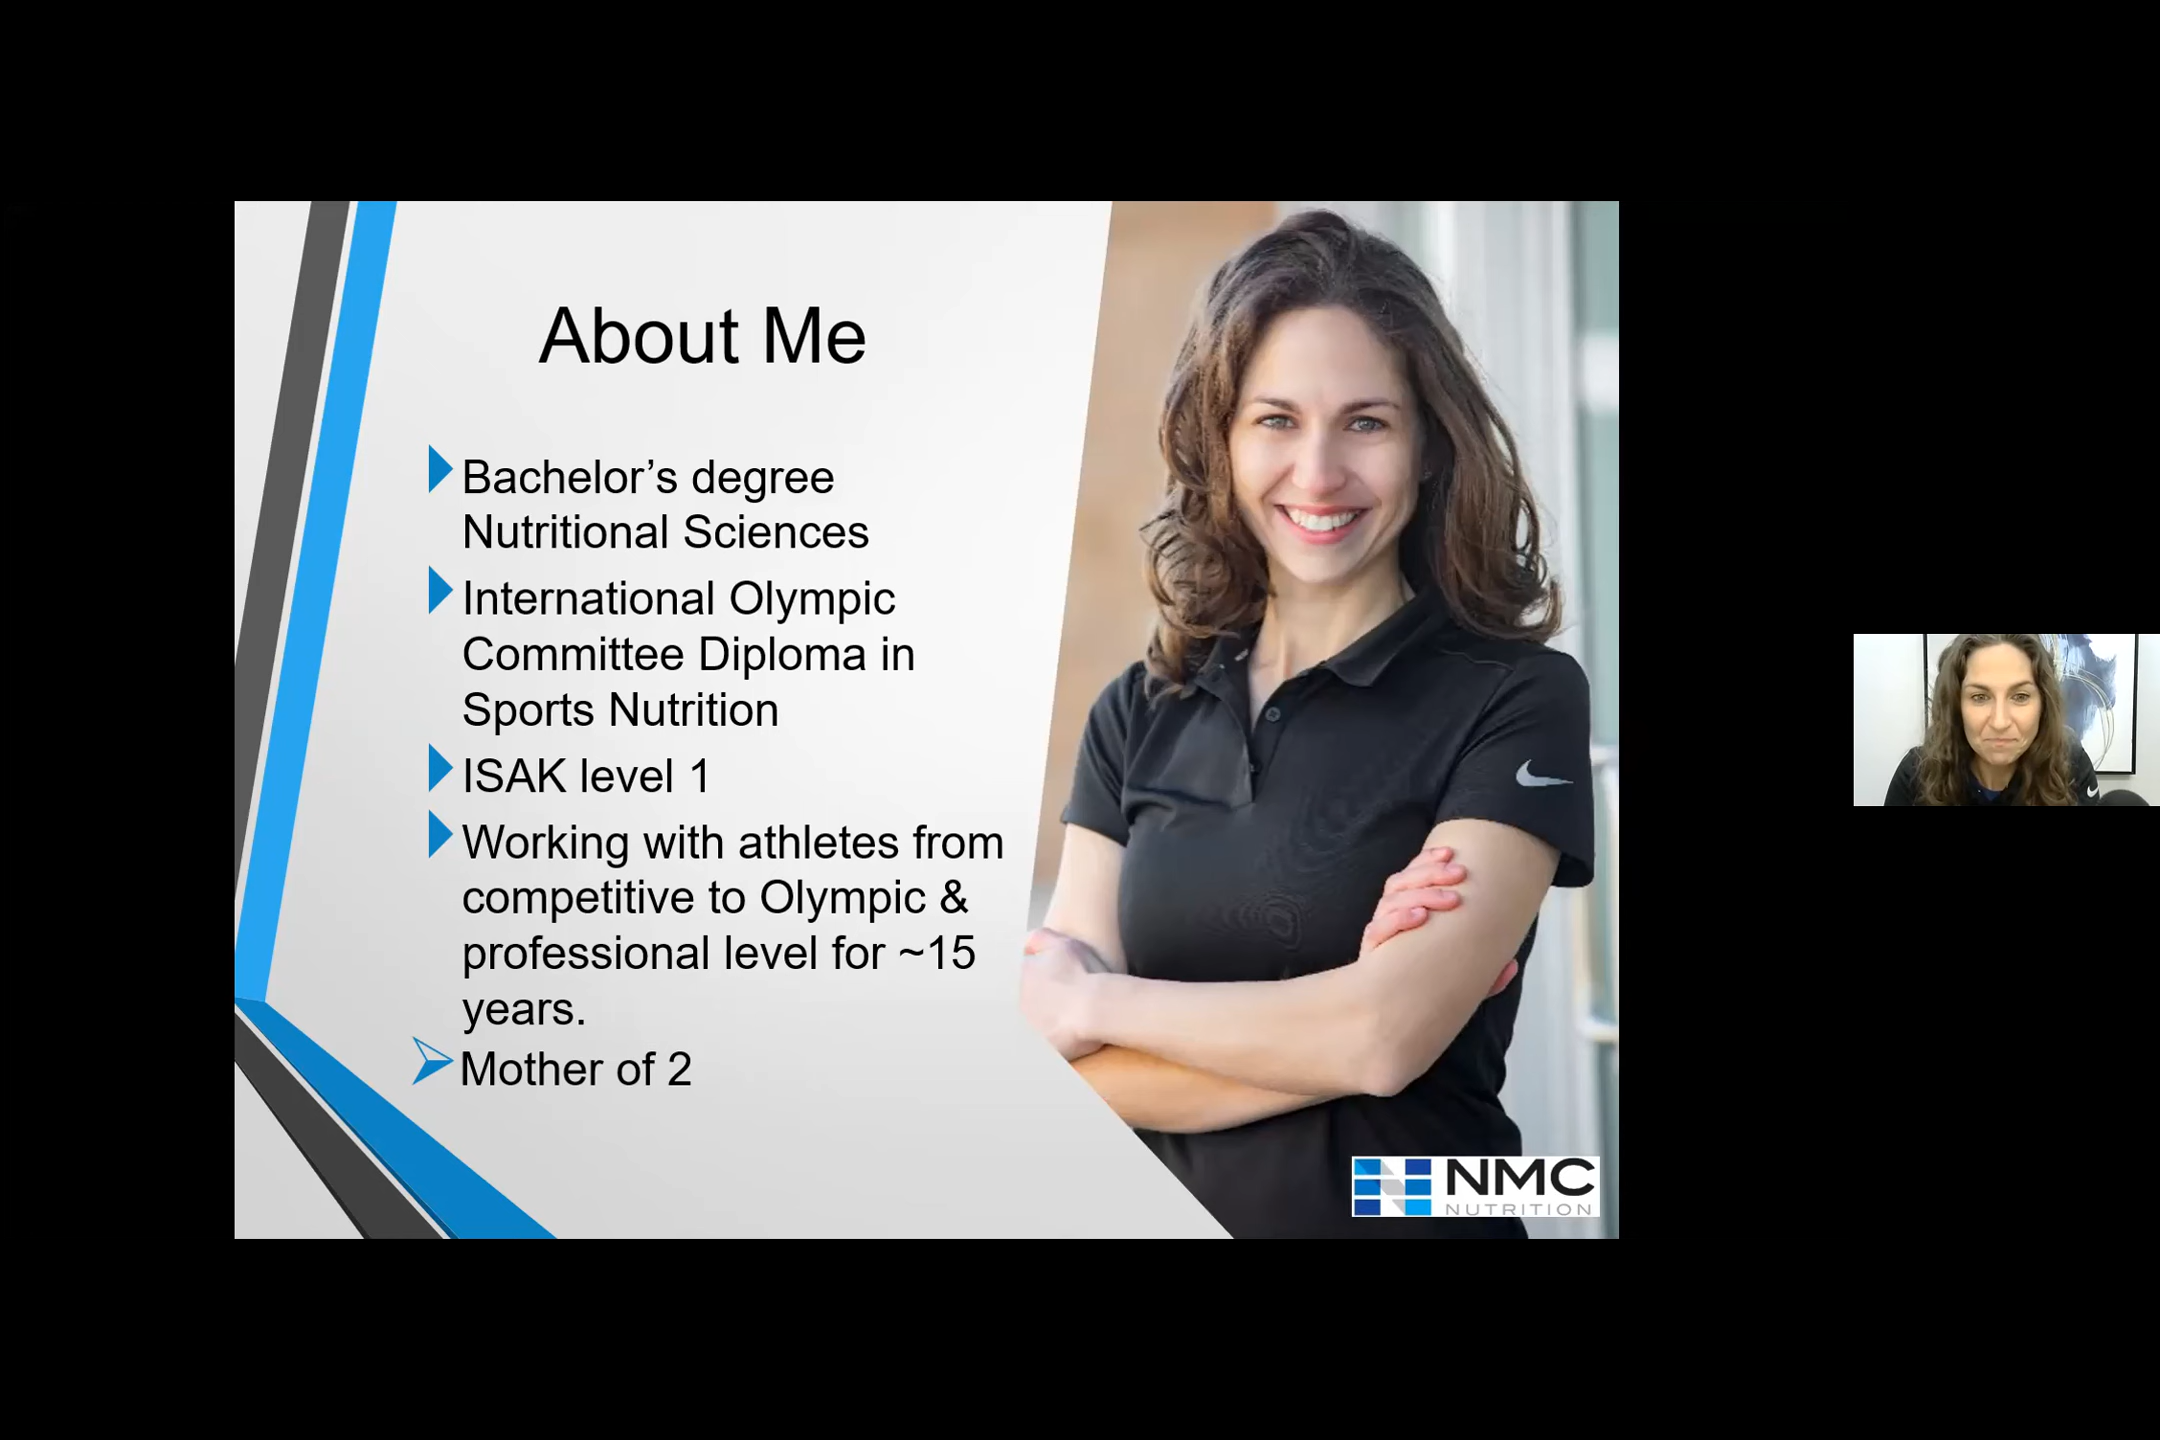 About Me
Bachelor’s degree
Nutritional Sciences
International Olympic
Committee Diploma in
Sports Nutrition
ISAK level 1
Working with athletes from
competitive to Olympic &
professional level for ~15
years.
Mother of 2
NMC
NUTRITION